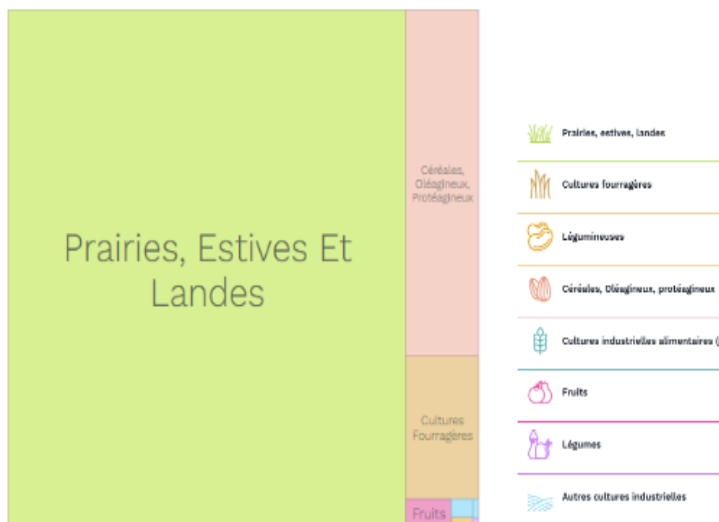 Prairies, Estives Et
Landes
Céréales,
Oléagineux,
Protéagineux
Cultures
Fourragères
Fruits
Prairies, estives, landes
Cultures fourragères
Légumineuses
Céréales, Oléagineux, protéagineux
Cultures industrielles alimentaires (
Fruits
Légumes
Autres cultures industrielles